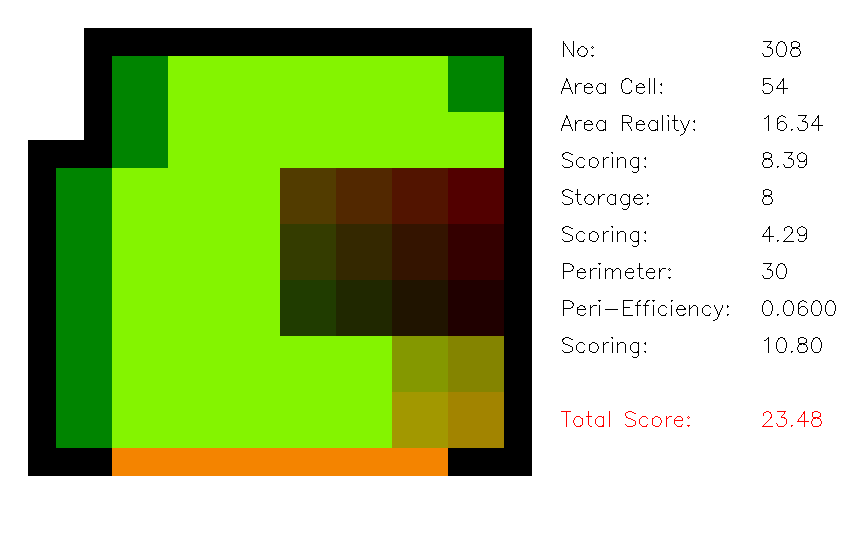 No: 308
Area Cell: 54
Area Reality: 16.34
Scoring: 8.39
Storage: 8
Scoring: 4.29
Perimeter: 30
Peri-Efficiency: 0.0600
Scoring: 10.80
Total Score: 23.48